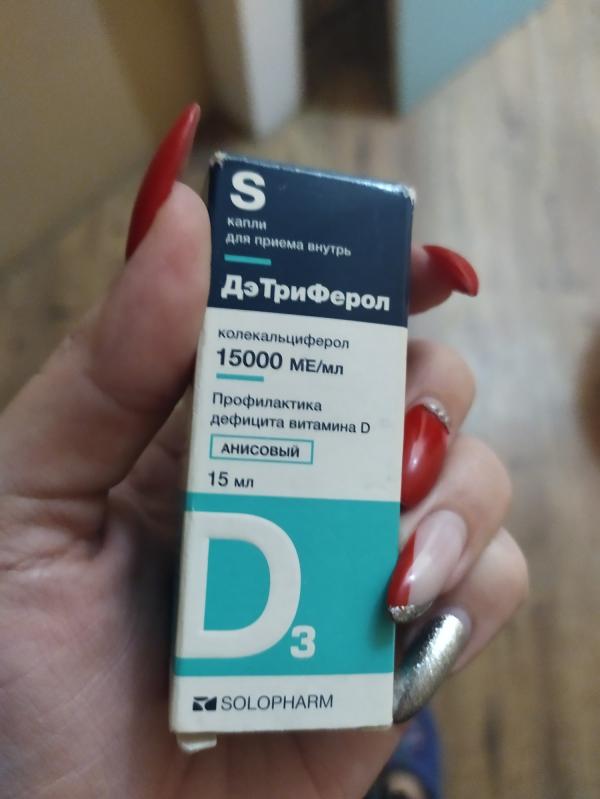 S
капли
для приема внутрь
ДэТриФерол
колекальциферол
15000 МЕ/мл
Профилактика
дефицита витамина D
АНИСОВЫЙ
15 мл
D3
SOLOPHARM